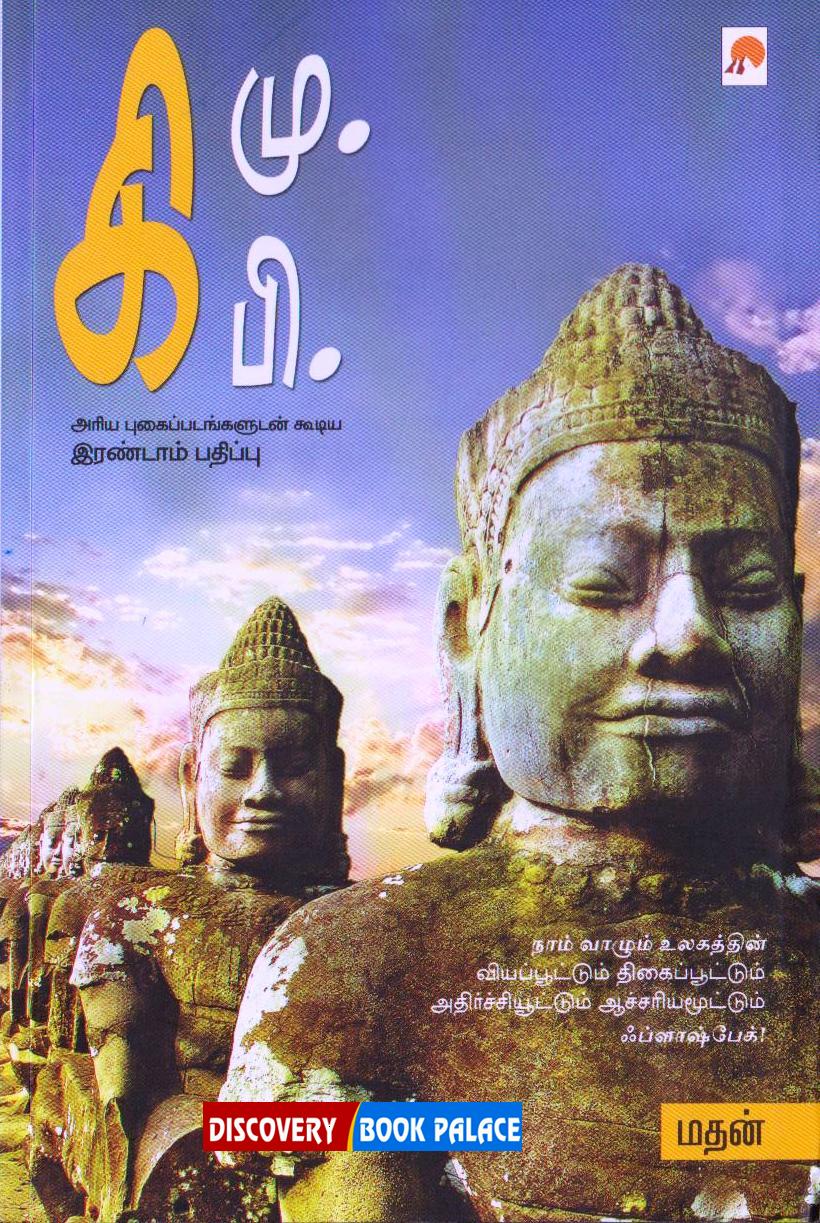 கி மு.
பி.
அரிய புகைப்படங்களுடன் கூடிய
இரண்டாம் பதிப்பு
நாம் வாழும் உலகத்தின்
வியப்பூட்டும் திகைப்பூட்டும்
அதிர்ச்சியூட்டும் ஆச்சரியமூட்டும்
ஃப்ளாஷ்பேக்!
மதன்
DISCOVERY BOOK PALACE